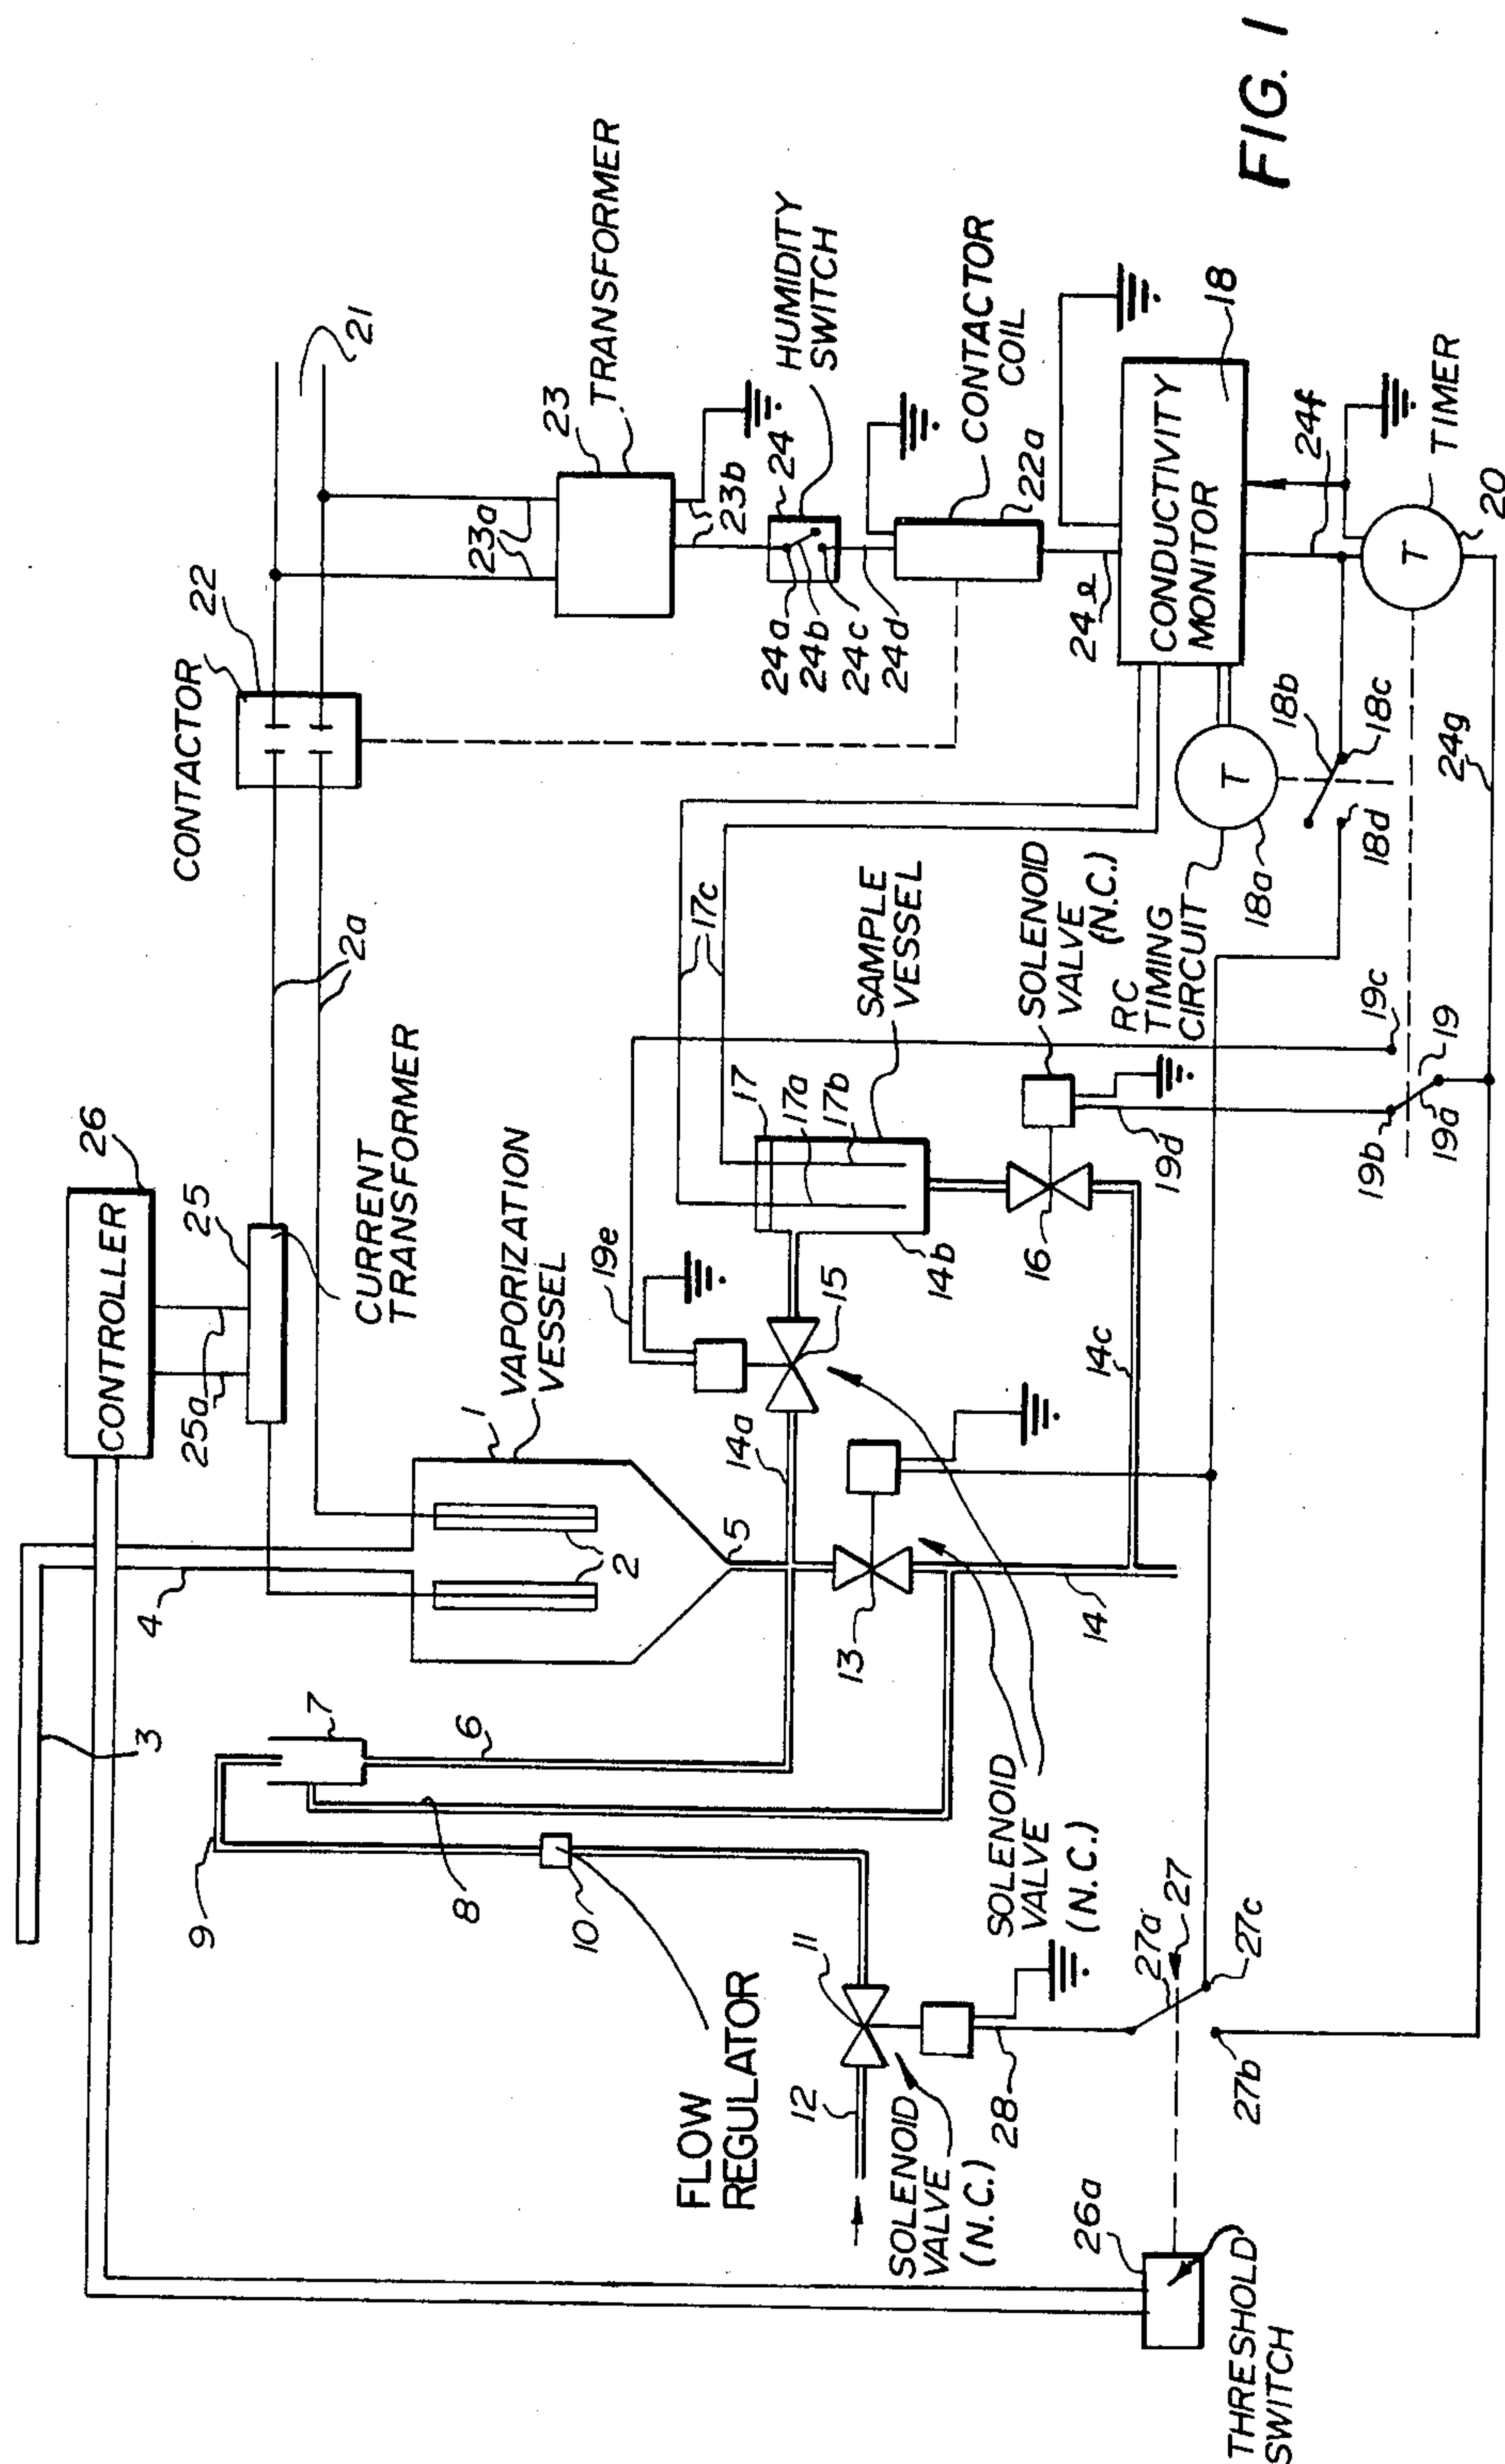 CONTROLLER
26
25
25a
CURRENT
TRANSFORMER
2a
CONTACTOR
22
21
23a
23
TRANSFORMER
23b
24
HUMIDITY
SWITCH
24a
24b
24c
24d
CONTACTOR
COIL
22a
24e
CONDUCTIVITY
MONITOR
18
24f
TIMER
T
20
T
18a
18b
18c
18d
RC
TIMING
CIRCUIT
24g
3
4
1
VAPORIZATION
VESSEL
2
5
9
7
6
8
10
FLOW
REGULATOR
11
12
SOLENOID
VALVE
(N.C.)
28
13
14
14a
14b
14c
15
19e
17
17a
17b
17c
SAMPLE
VESSEL
16
SOLENOID
VALVE
(N.C.)
19d
19b
19a
19
19c
SOLENOID
VALVE
(N.C.)
27a
27
27c
27b
26a
THRESHOLD
SWITCH
FIG. 1